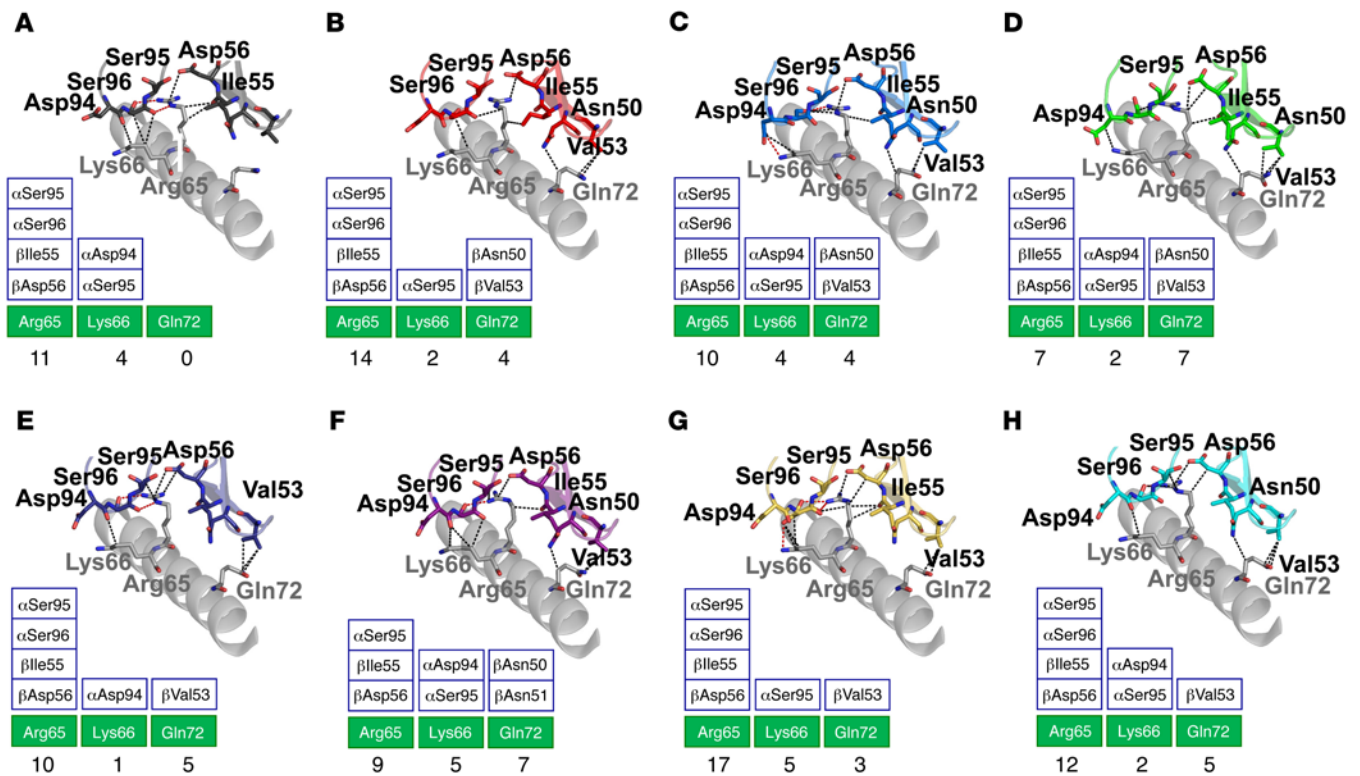 A
Ser95
Asp56
Ser96
Ile55
Asp94
Lys66
Arg65
αSer95
αSer96
βIle55 αAsp94
βAsp56 αSer95
Arg65 Lys66 Gln72
11 4 0
B
Ser95
Asp56
Ser96
Ile55
Asn50
Val53
Lys66
Arg65
Gln72
αSer95
αSer96
βIle55 βAsn50
βAsp56 αSer95 βVal53
Arg65 Lys66 Gln72
14 2 4
C
Ser95
Asp56
Ser96
Ile55
Asp94
Asn50
Val53
Lys66
Arg65
Gln72
αSer95
αSer96
βIle55 αAsp94 βAsn50
βAsp56 αSer95 βVal53
Arg65 Lys66 Gln72
10 4 4
D
Asp56
Ser95
Ile55
Asp94
Asn50
Lys66
Val53
Arg65
Gln72
αSer95
αSer96
βIle55 αAsp94 βAsn50
βAsp56 αSer95 βVal53
Arg65 Lys66 Gln72
7 2 7
E
Ser95
Asp56
Ser96
Val53
Asp94
Lys66
Arg65
Gln72
αSer95
αSer96
βIle55
βAsp56 αAsp94 βVal53
Arg65 Lys66 Gln72
10 1 5
F
Ser95
Asp56
Ser96
Ile55
Asp94
Asn50
Val53
Lys66
Arg65
Gln72
αSer95
βIle55 αAsp94 βAsn50
βAsp56 αSer95 βAsn51
Arg65 Lys66 Gln72
9 5 7
G
Ser95
Asp56
Ser96
Ile55
Asp94
Asn50
Val53
Lys66
Arg65
Gln72
αSer95
αSer96
βIle55
βAsp56 αSer95 βVal53
Arg65 Lys66 Gln72
17 5 3
H
Ser95
Asp56
Ser96
Asn50
Asp94
Lys66
Val53
Arg65
Gln72
αSer95
αSer96
βIle55 αAsp94
βAsp56 αSer95 βVal53
Arg65 Lys66 Gln72
12 2 5